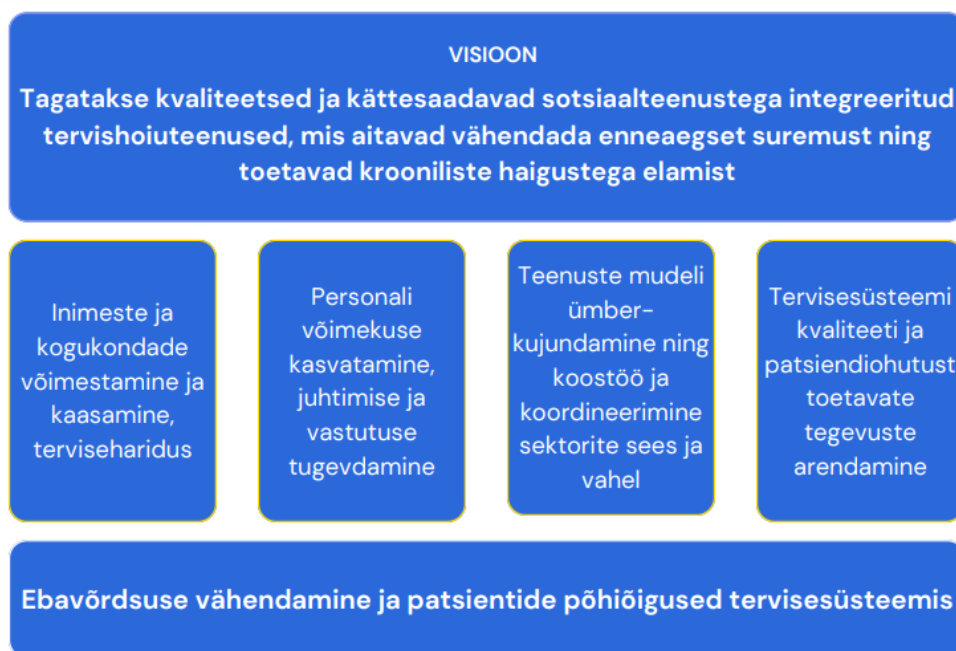 VISIOON
Tagatakse kvaliteetsed ja kättesaadavad sotsiaalteenustega integreeritud
tervishoiuteenused, mis aitavad vähendada enneaegset suremust ning
toetavad krooniliste haigustega elamist
Inimeste ja
kogukondade
võimestamine ja
kaasamine,
terviseharidus
Personali
võimekuse
kasvatamine,
juhtimise ja
vastutuse
tugevdamine
Teenuste mudeli
ümber-
kujundamine ning
koostöö ja
koordineerimine
sektorite sees ja
vahel
Tervisesüsteemi
kvaliteeti ja
patsiendiohutust
toetavate
tegevuste
arendamine
Ebavõrdsuse vähendamine ja patsientide põhiõigused tervisesüsteemis